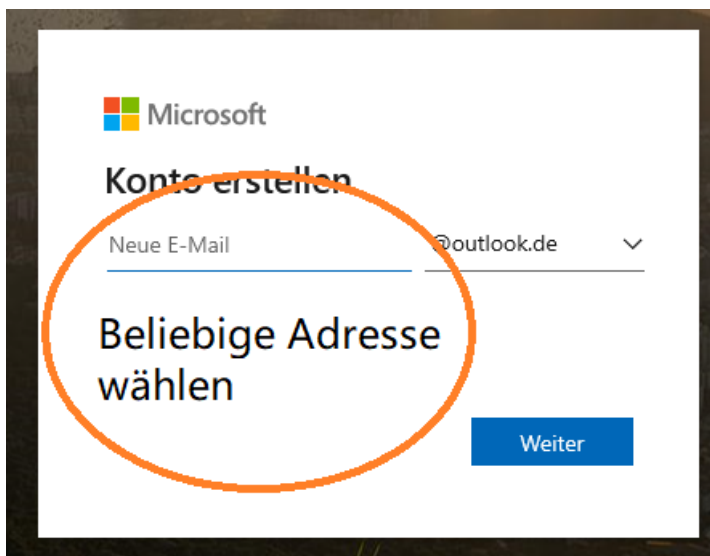 Microsoft
Konto erstellen
Neue E-Mail @outlook.de
Beliebige Adresse
wählen
Weiter